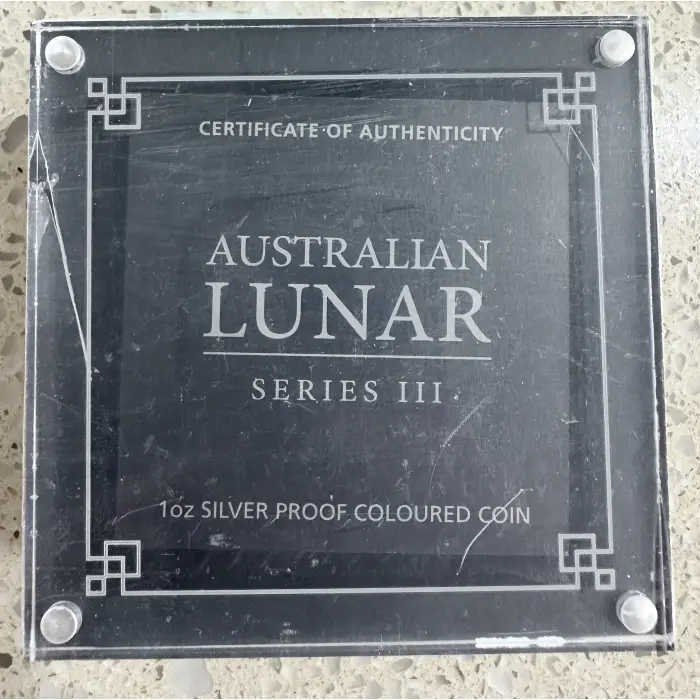 CERTIFICATE OF AUTHENTICITY
AUSTRALIAN
LUNAR
SERIES III
1oz SILVER PROOF COLOURED COIN